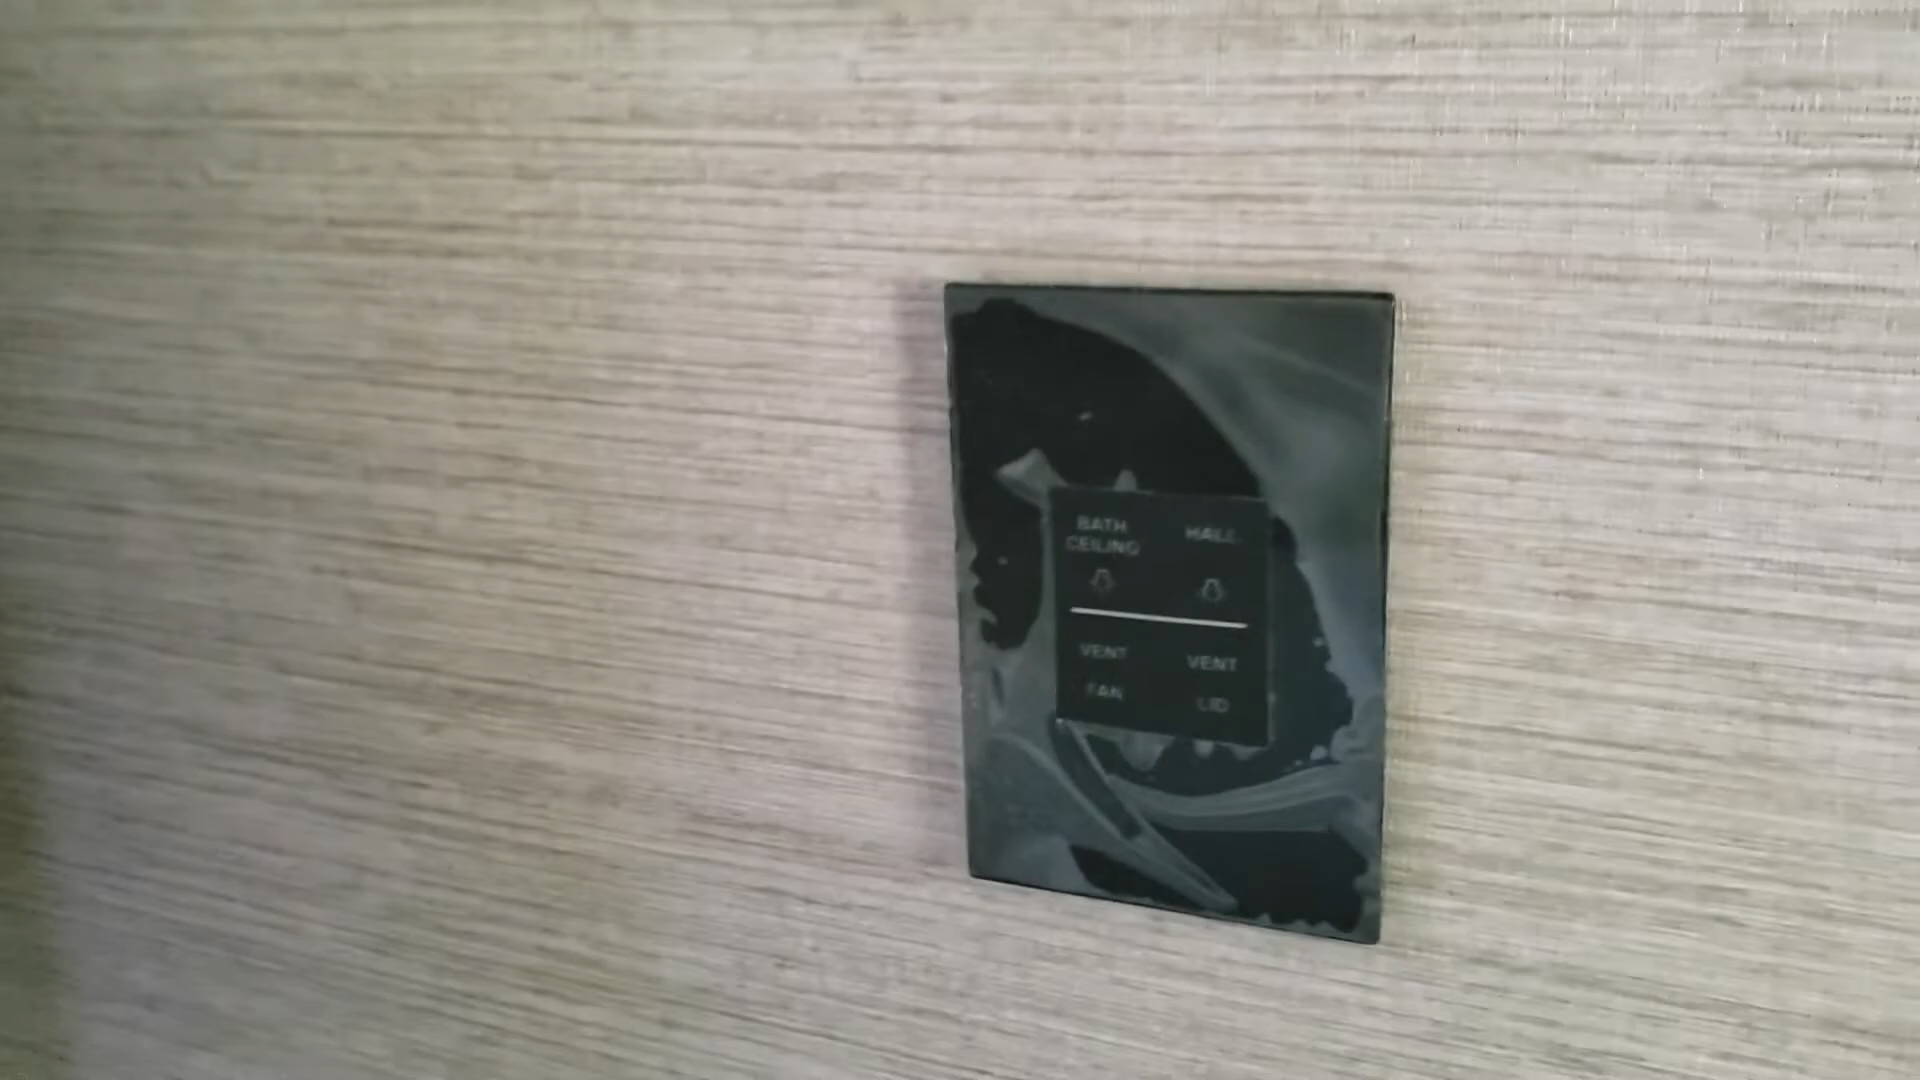 BATH
CEILING
HALL
VENT
FAN
VENT
LID